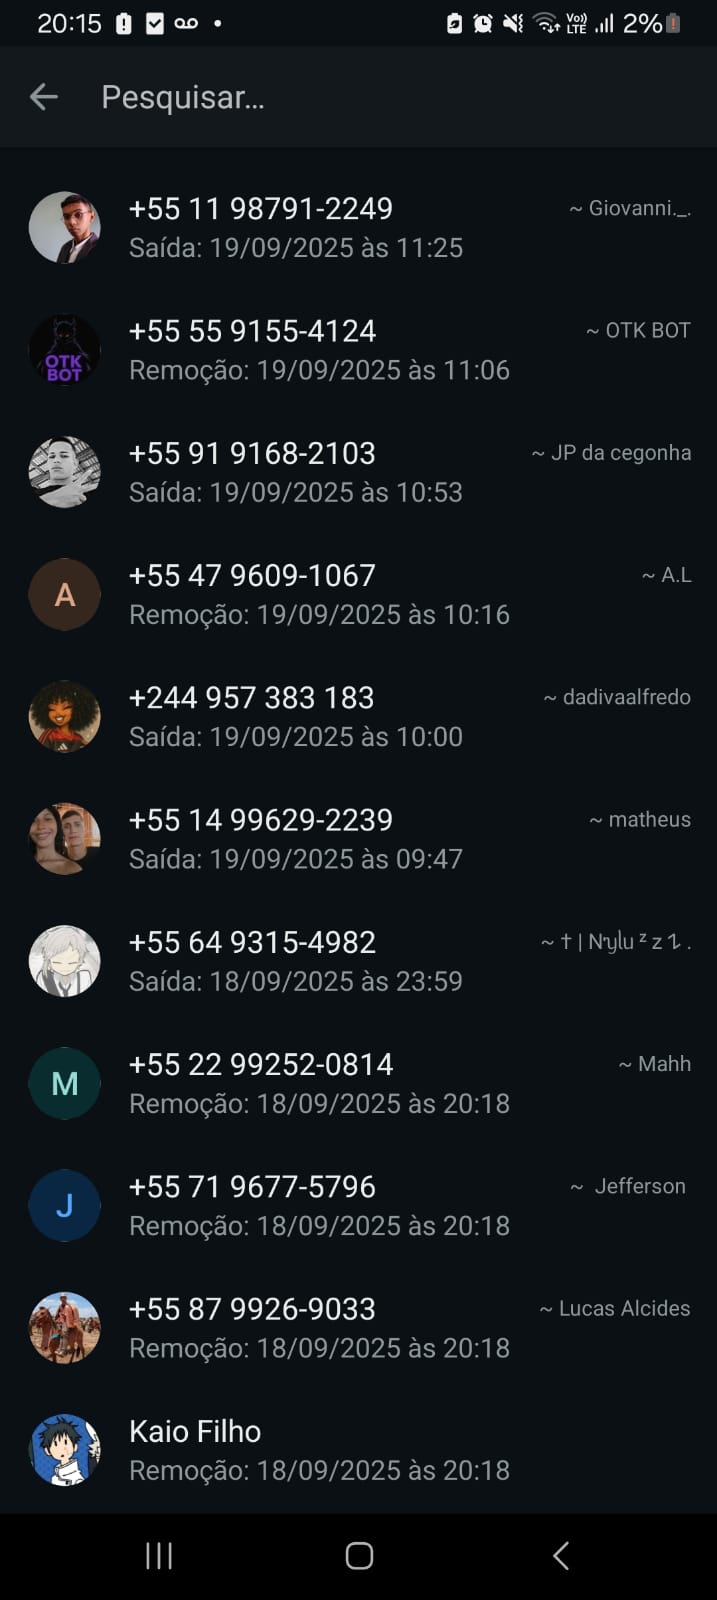 20:15 2%
Pesquisar...
+55 11 98791-2249 ~ Giovanni._.
Saída: 19/09/2025 às 11:25
OTK BOT
+55 55 9155-4124 ~ OTK BOT
Remoção: 19/09/2025 às 11:06
+55 91 9168-2103 ~ JP da cegonha
Saída: 19/09/2025 às 10:53
A
+55 47 9609-1067 ~ A.L
Remoção: 19/09/2025 às 10:16
+244 957 383 183 ~ dadivaalfredo
Saída: 19/09/2025 às 10:00
+55 14 99629-2239 ~ matheus
Saída: 19/09/2025 às 09:47
+55 64 9315-4982
Saída: 18/09/2025 às 23:59
M
+55 22 99252-0814 ~ Mahh
Remoção: 18/09/2025 às 20:18
J
+55 71 9677-5796 ~ Jefferson
Remoção: 18/09/2025 às 20:18
+55 87 9926-9033 ~ Lucas Alcides
Remoção: 18/09/2025 às 20:18
Kaio Filho
Remoção: 18/09/2025 às 20:18